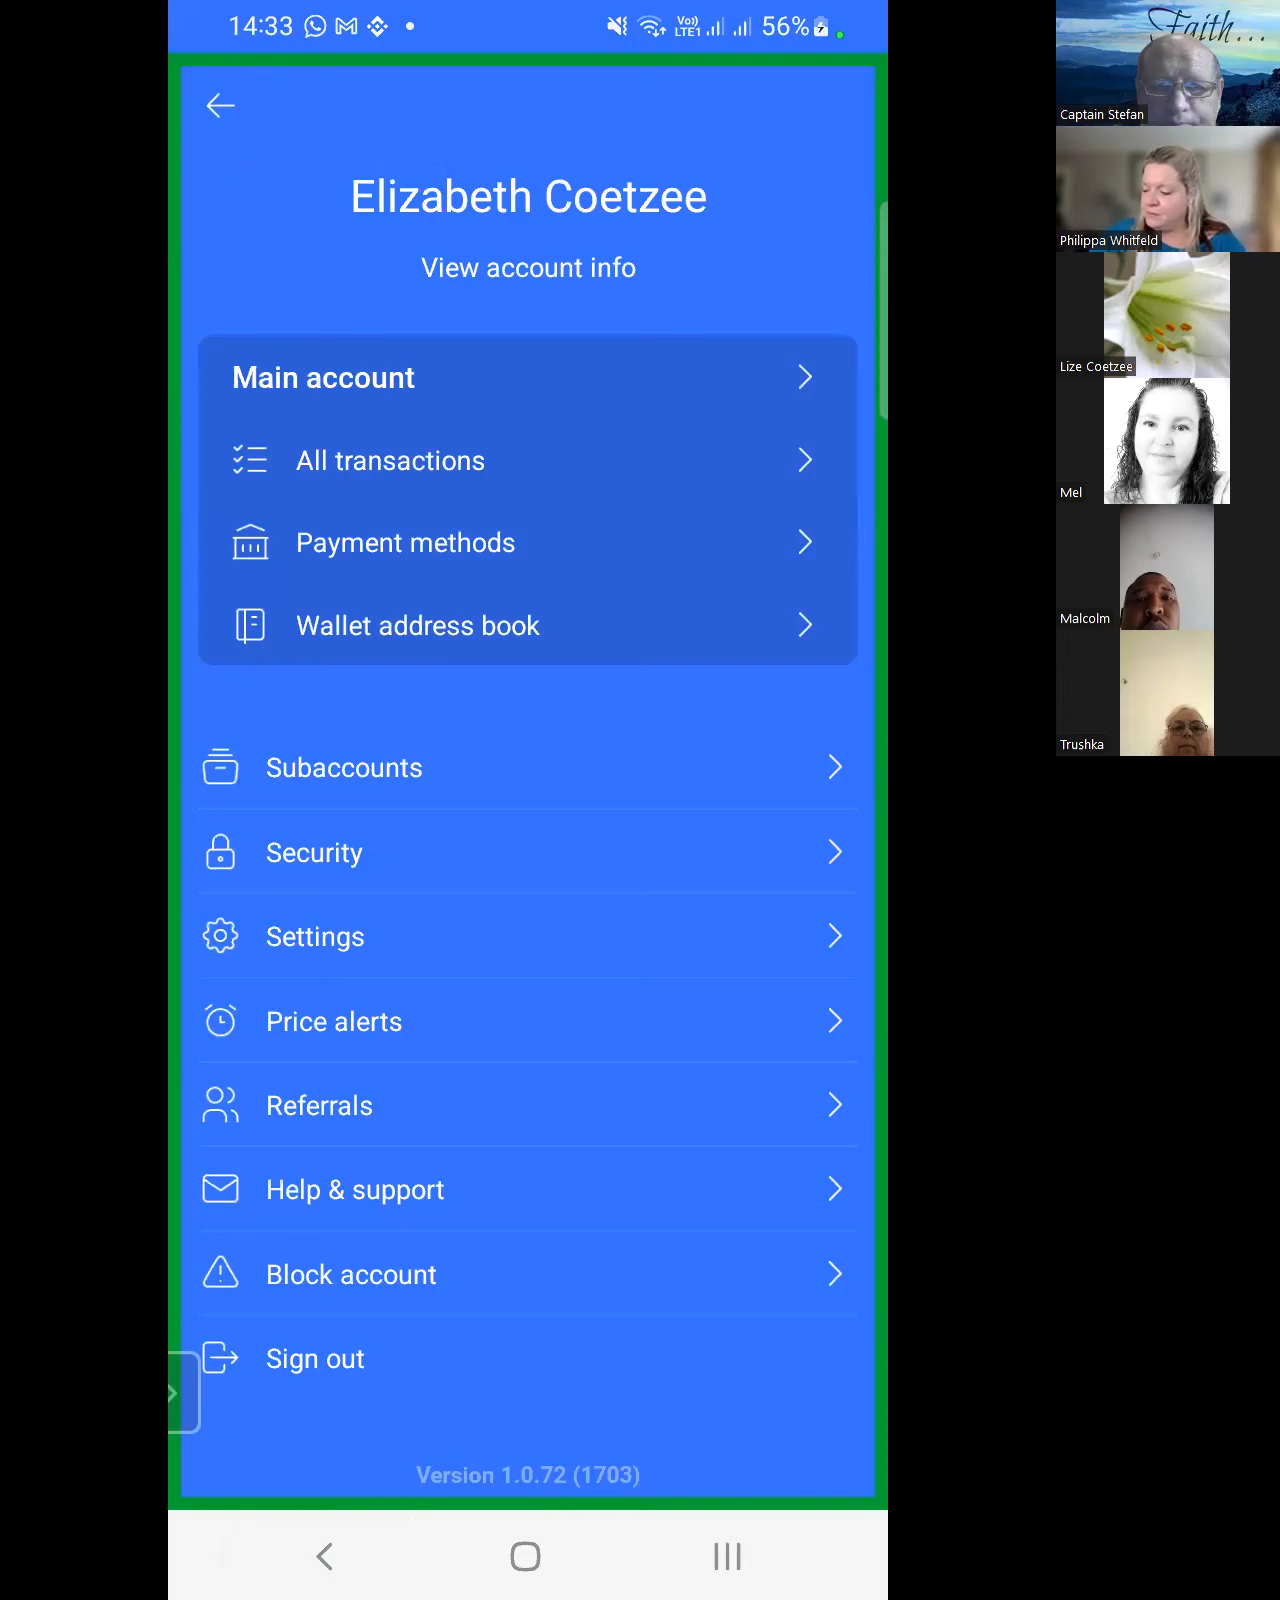 14:33
Vo)) LTE1
56%
Elizabeth Coetzee
View account info
Main account
All transactions
Payment methods
Wallet address book
Subaccounts
Security
Settings
Price alerts
Referrals
Help & support
Block account
Sign out
Version 1.0.72 (1703)
Faith...
Captain Stefan
Philippa Whitfeld
Lize Coetzee
Mel
Malcolm
Trushka